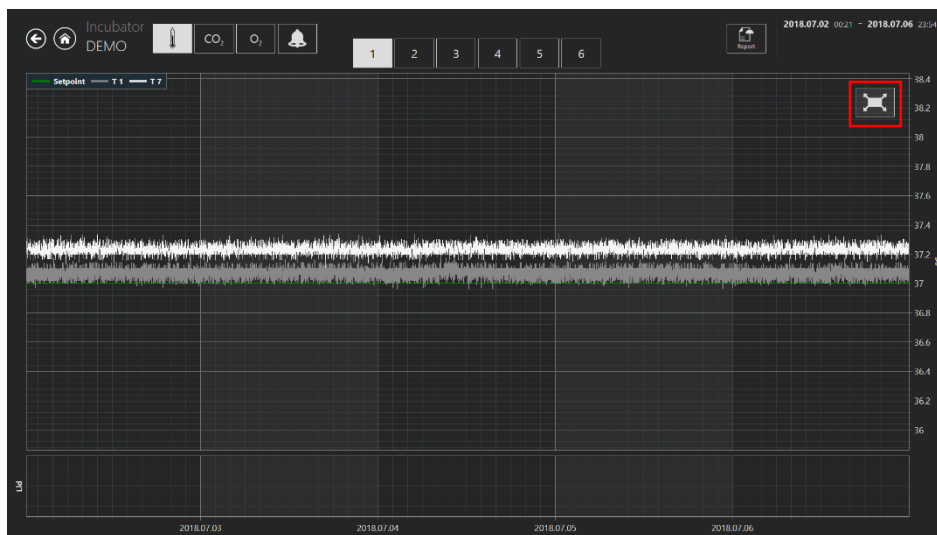 Incubator
DEMO
CO₂
O₂
1 2 3 4 5 6
Report
2018.07.02 00:21 - 2018.07.06 23:54
Setpoint T 1 T 7
38.4
38.2
38
37.8
37.6
37.4
37.2
37
36.8
36.6
36.4
36.2
36
Lid
2018.07.03 2018.07.04 2018.07.05 2018.07.06